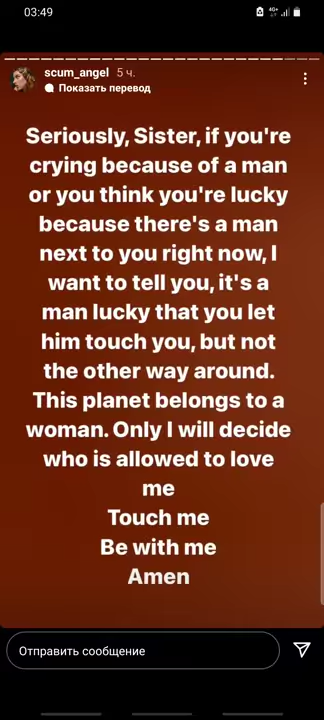 03:49
4G+
scum_angel 5 ч.
Показать перевод
Seriously, Sister, if you're
crying because of a man
or you think you're lucky
because there's a man
next to you right now, I
want to tell you, it's a
man lucky that you let
him touch you, but not
the other way around.
This planet belongs to a
woman. Only I will decide
who is allowed to love
me
Touch me
Be with me
Amen
Отправить сообщение